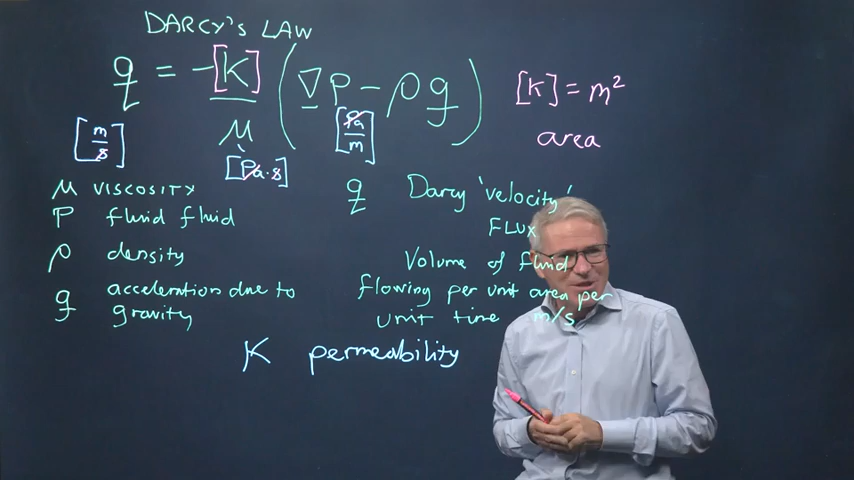 DARCY'S LAW
q = -[K]/μ (∇P - ρg) [K] = m²
[m/s] [Pa·s] [Pa/m] area
μ VISCOSITY
P fluid fluid
ρ density
g acceleration due to
gravity
q Darcy 'velocity'
FLUX
Volume of fluid
flowing per unit area per
unit time m/s
K permeability